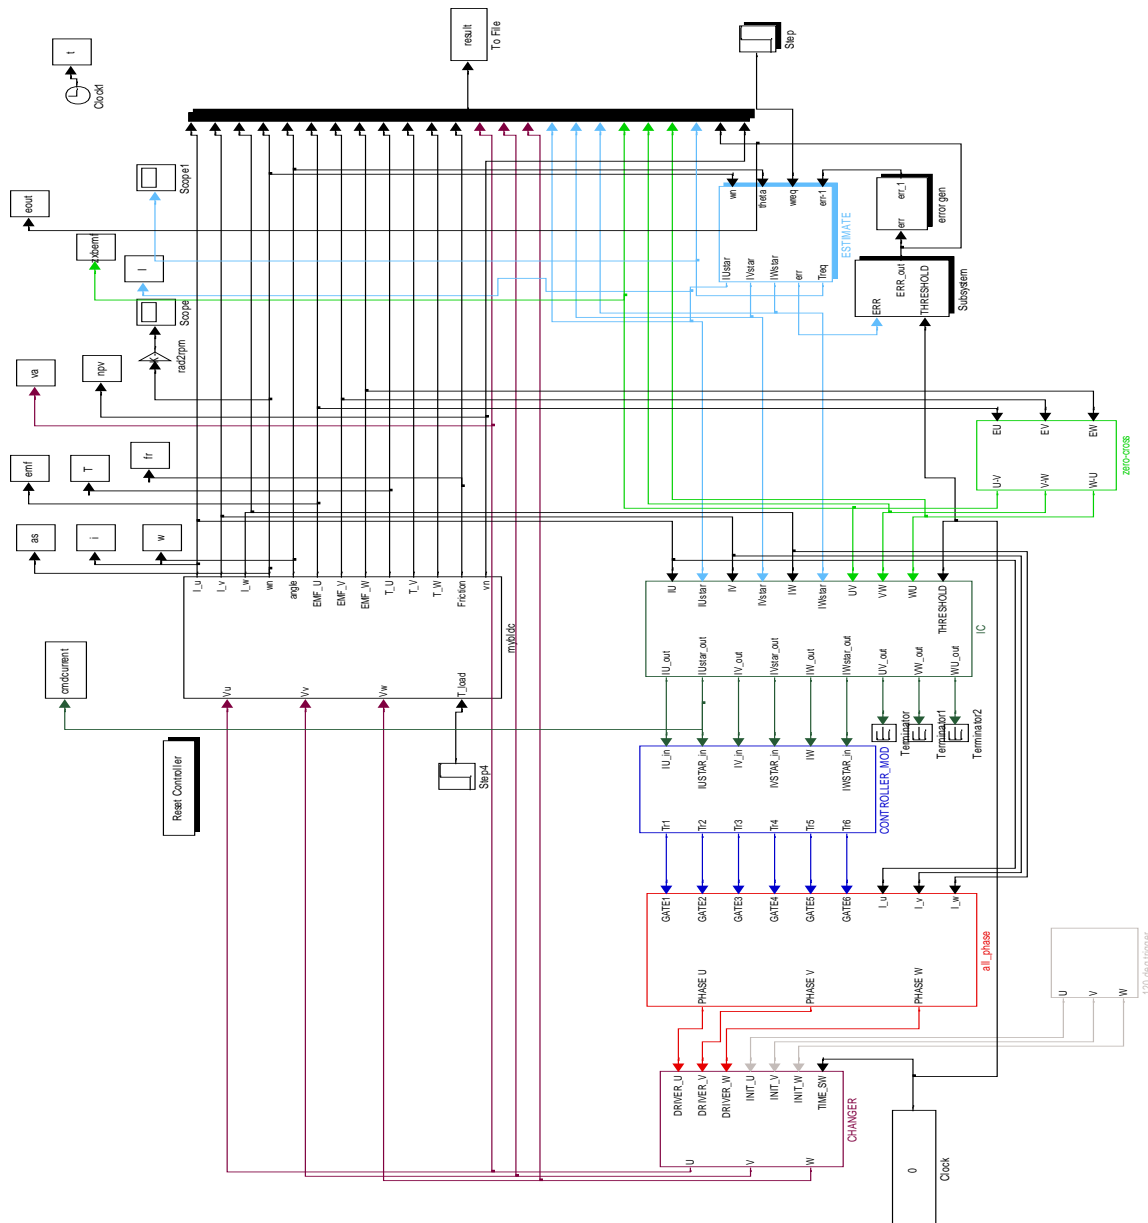 t
Clock1
result
To File
Step
eout
zxbemf
I
Scope1
Scope
K
rad2rpm
va
npv
emf
T
fr
as
i
w
cmdcurrent
Reset Controller
I_u
I_v
I_w
wn
angle
EMF_U
EMF_V
EMF_W
T_U
T_V
T_W
Friction
vn
mybldc
Vu
Vv
Vw
T_load
Step4
wn
theta
wreq
err-1
IUstar
IVstar
IWstar
err
Treq
ESTIMATE
err_1
err
error gen
ERR
ERR_out
THRESHOLD
Subsystem
EU
EV
EW
U-V
V-W
W-U
zero-cross
IU
IUstar
IV
IVstar
IW
IWstar
UV
VW
WU
THRESHOLD
IU_out
IUstar_out
IV_out
IVstar_out
IW_out
IWstar_out
UV_out
VW_out
WU_out
IC
Terminator
Terminator1
Terminator2
IU_in
IUSTAR_in
IV_in
IVSTAR_in
IW
IWSTAR_in
Tr1
Tr2
Tr3
Tr4
Tr5
Tr6
CONTROLLER_MOD
GATE1
GATE2
GATE3
GATE4
GATE5
GATE6
I_u
I_v
I_w
PHASE U
PHASE V
PHASE W
all_phase
U
V
W
120 deg trigger
DRIVER_U
DRIVER_V
DRIVER_W
INIT_U
INIT_V
INIT_W
TIME_SW
U
V
W
CHANGER
0
Clock